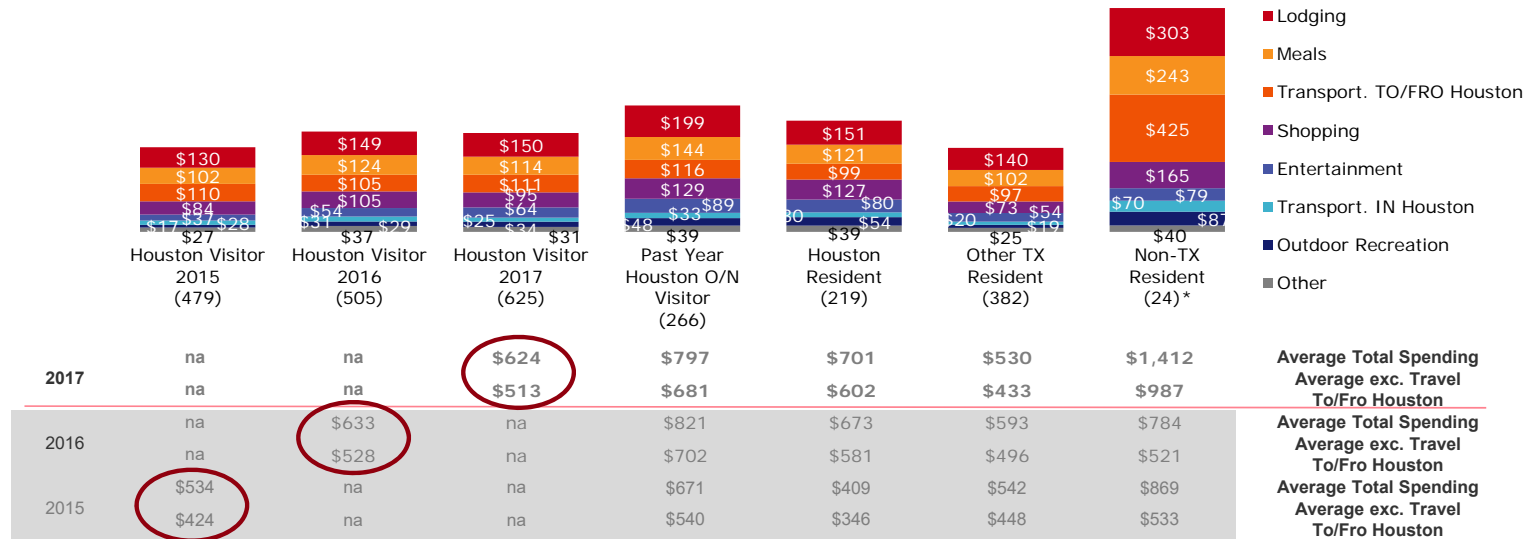 $130
$102
$110
$84
$37
$17
$28
$27
Houston Visitor
2015
(479)
$149
$124
$105
$105
$54
$31
$29
$37
Houston Visitor
2016
(505)
$150
$114
$111
$95
$64
$25
$34
$31
Houston Visitor
2017
(625)
$199
$144
$116
$129
$89
$33
$48
$39
Past Year
Houston O/N
Visitor
(266)
$151
$121
$99
$127
$80
$54
$39
Houston
Resident
(219)
$140
$102
$97
$73
$54
$20
$19
$25
Other TX
Resident
(382)
$303
$243
$425
$165
$79
$70
$87
$40
Non-TX
Resident
(24)*
Lodging
Meals
Transport. TO/FRO Houston
Shopping
Entertainment
Transport. IN Houston
Outdoor Recreation
Other
2017
na na $624 $797 $701 $530 $1,412 Average Total Spending
na na $513 $681 $602 $433 $987 Average exc. Travel
To/Fro Houston
2016
na $633 na $821 $673 $593 $784 Average Total Spending
na $528 na $702 $581 $496 $521 Average exc. Travel
To/Fro Houston
2015
$534 na na $671 $409 $542 $869 Average Total Spending
$424 na na $540 $346 $448 $533 Average exc. Travel
To/Fro Houston